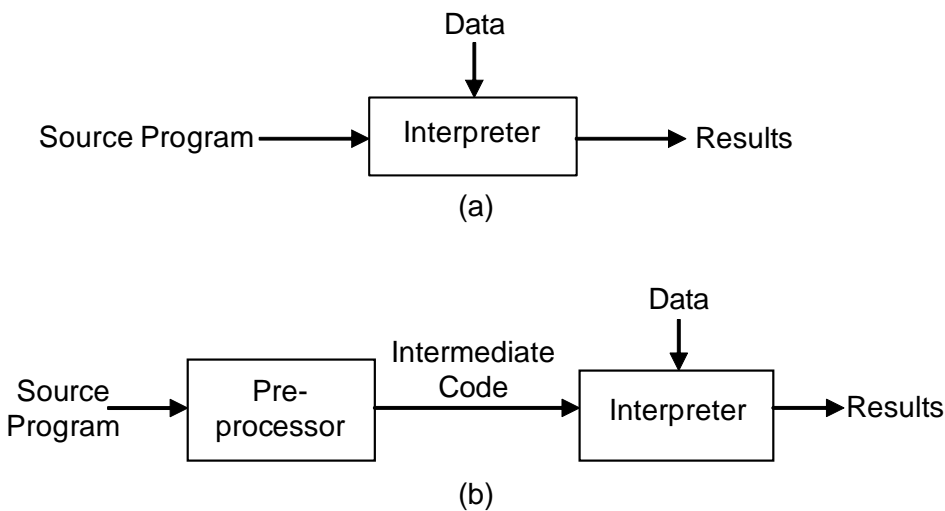 Data
Source Program
Interpreter
Results
(a)
Data
Intermediate
Code
Source
Program
Pre-
processor
Interpreter
Results
(b)